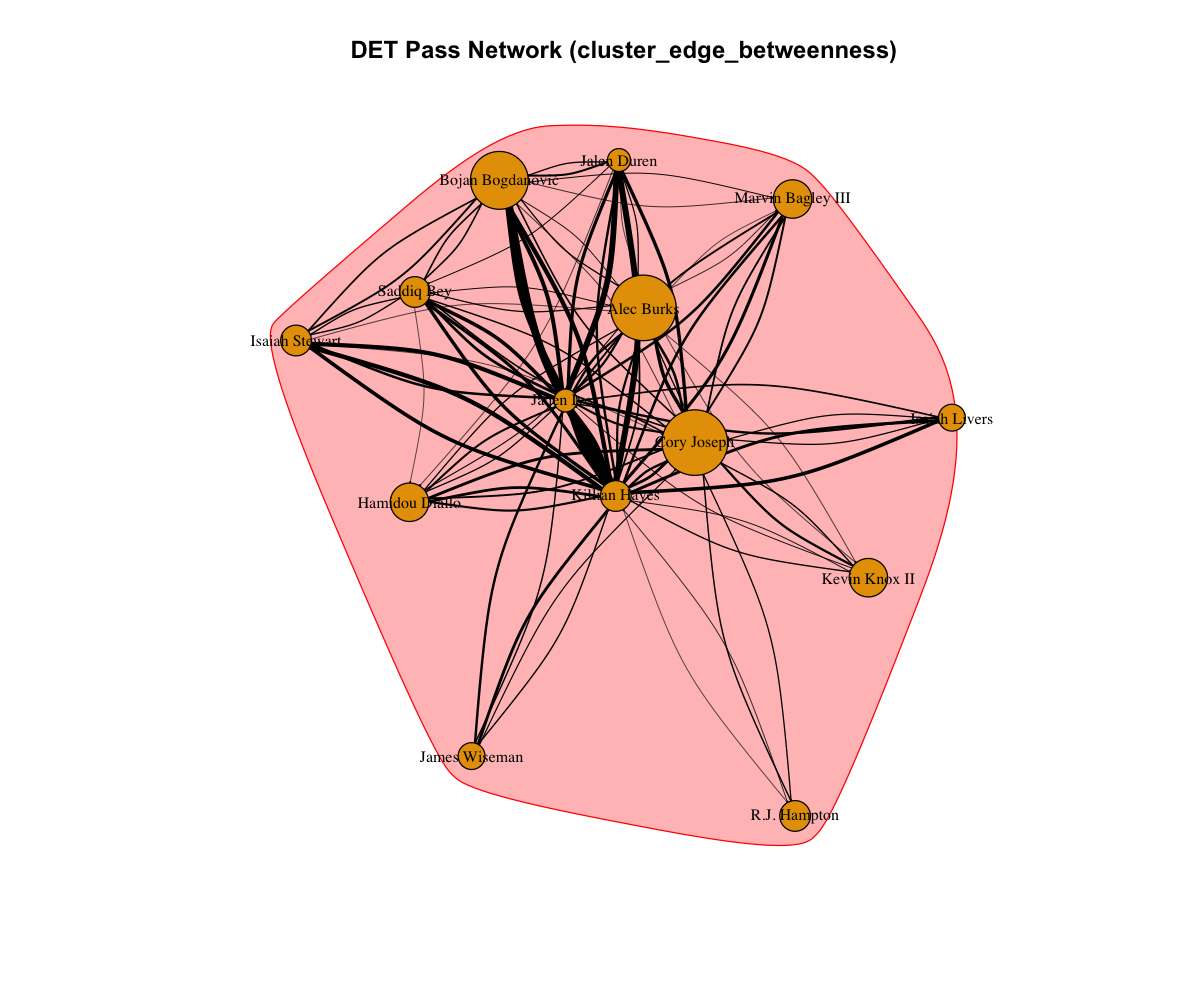 DET Pass Network (cluster_edge_betweenness)
Jalen Duren
Bojan Bogdanović
Marvin Bagley III
Saddiq Bey
Alec Burks
Isaiah Stewart
Jaden Ivey
Isaiah Livers
Cory Joseph
Killian Hayes
Hamidou Diallo
Kevin Knox II
James Wiseman
R.J. Hampton